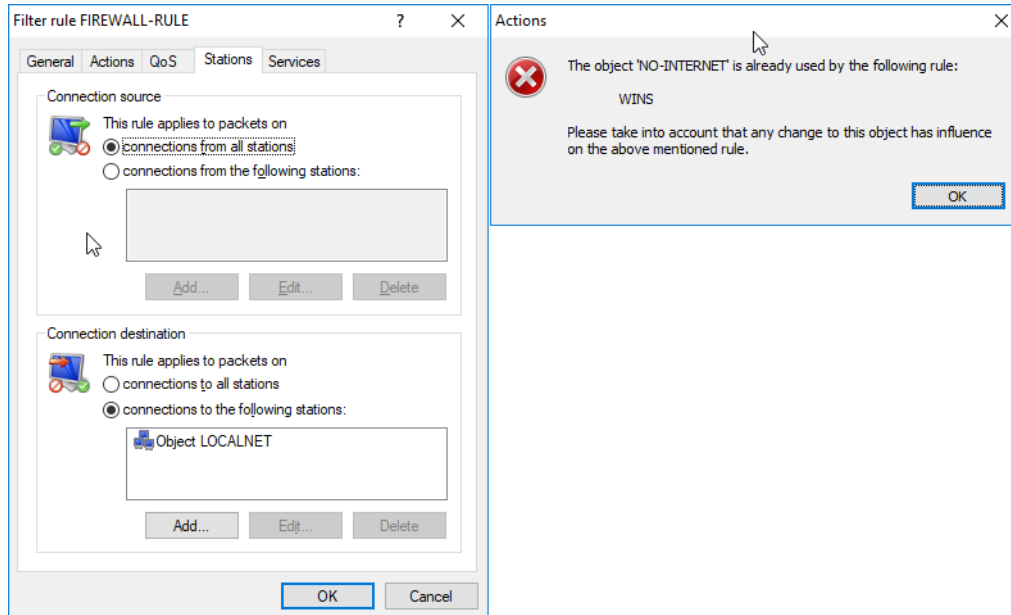 Filter rule FIREWALL-RULE
?
General Actions QoS Stations Services
Connection source
This rule applies to packets on
connections from all stations
connections from the following stations:
Add... Edit... Delete
Connection destination
This rule applies to packets on
connections to all stations
connections to the following stations:
Object LOCALNET
Add... Edit... Delete
OK Cancel
Actions
The object 'NO-INTERNET' is already used by the following rule:
WINS
Please take into account that any change to this object has influence
on the above mentioned rule.
OK